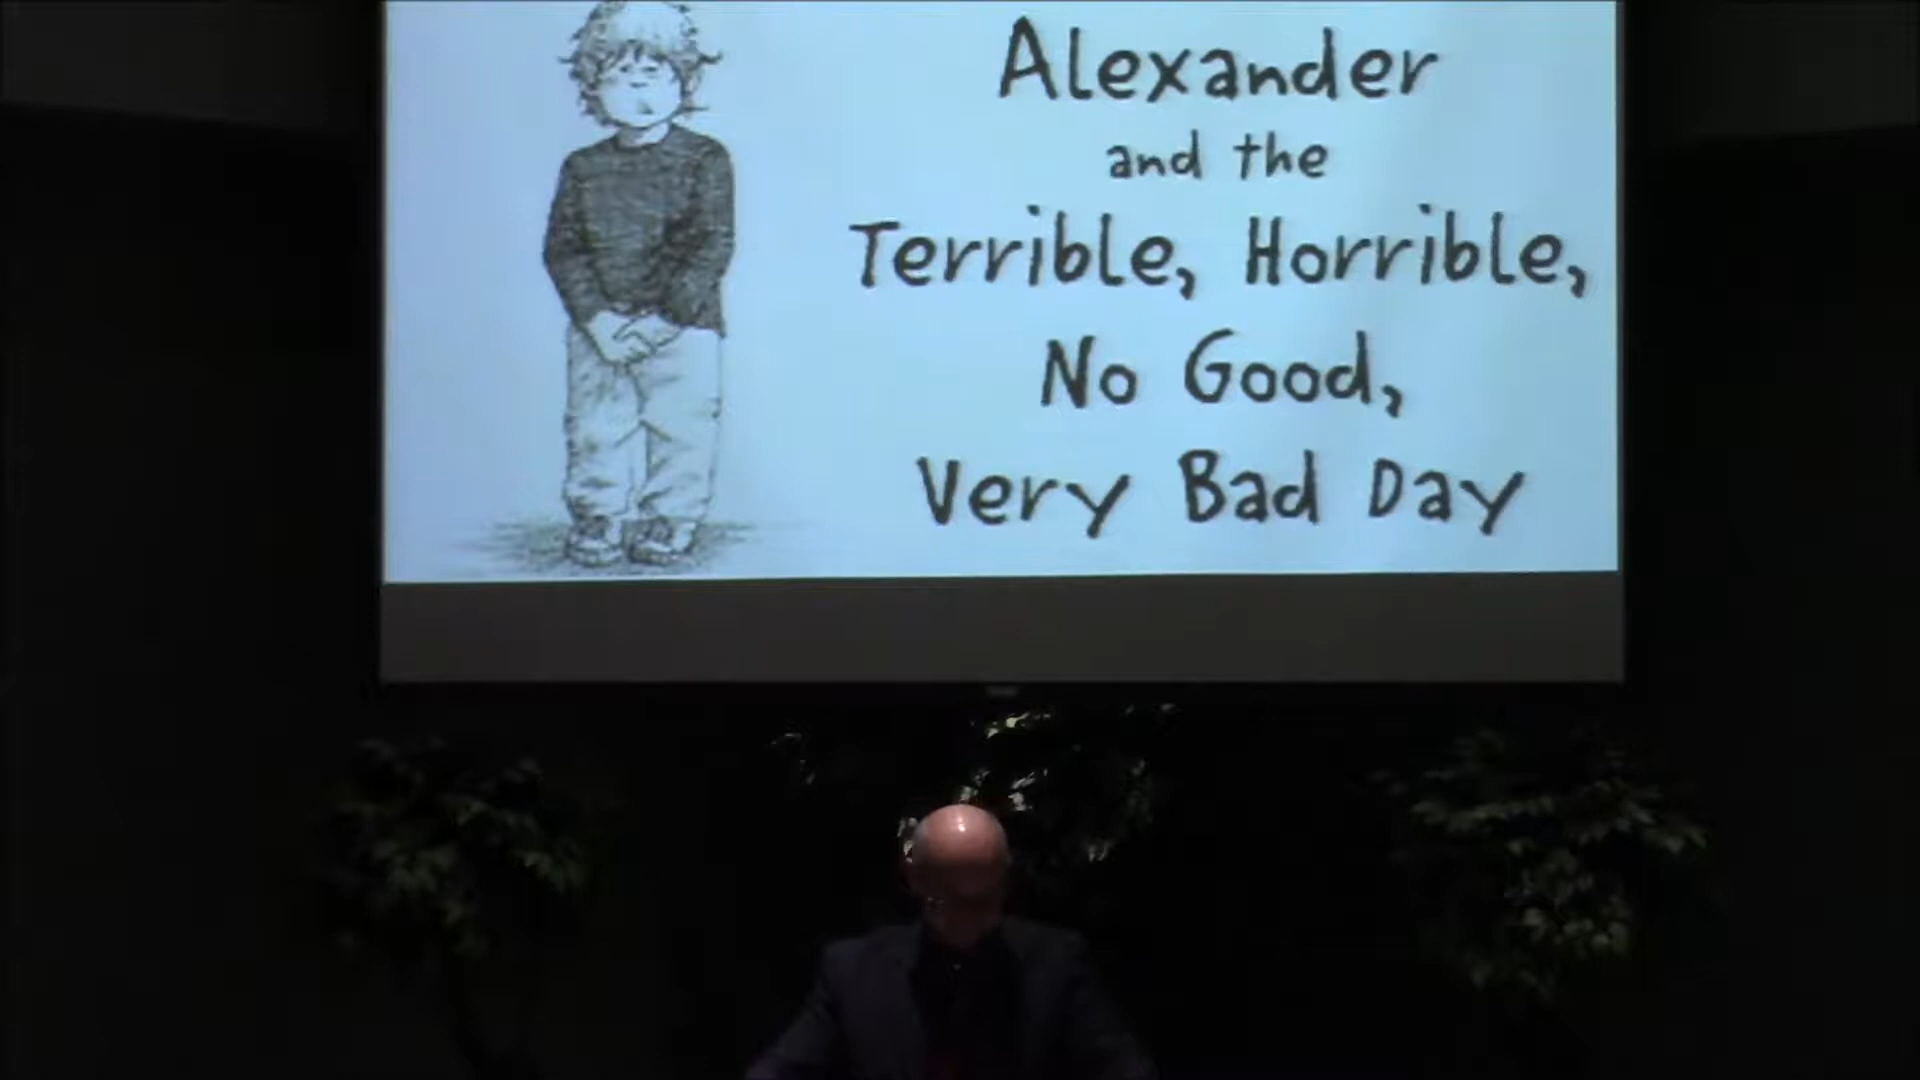 Alexander
and the
Terrible, Horrible,
No Good,
Very Bad Day